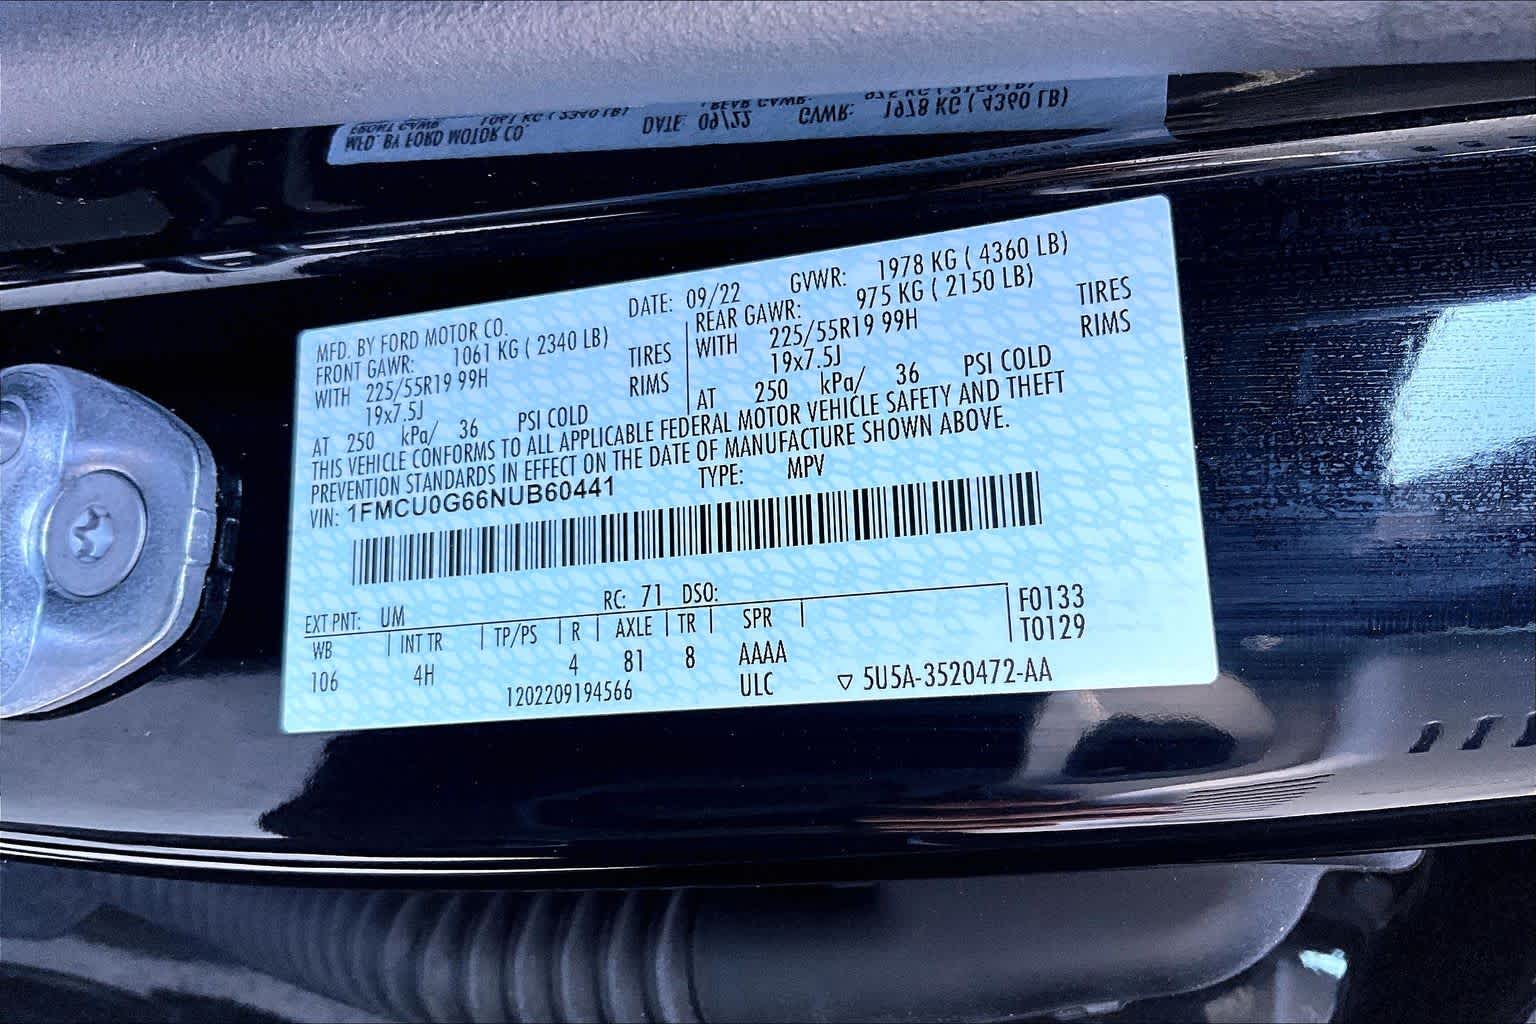 MFD. BY FORD MOTOR CO. DATE: 09/22 GVWR: 1978 KG ( 4360 LB)
FRONT GAWR: 1061 KG ( 2340 LB) REAR GAWR: 975 KG ( 2150 LB)
WITH 225/55R19 99H TIRES WITH 225/55R19 99H TIRES
19x7.5J RIMS 19x7.5J RIMS
AT 250 kPa/ 36 PSI COLD AT 250 kPa/ 36 PSI COLD
THIS VEHICLE CONFORMS TO ALL APPLICABLE FEDERAL MOTOR VEHICLE SAFETY AND THEFT
PREVENTION STANDARDS IN EFFECT ON THE DATE OF MANUFACTURE SHOWN ABOVE.
VIN: 1FMCU0G66NUB60441 TYPE: MPV
EXT PNT: UM RC: 71 DSO:
WB INT TR TP/PS R AXLE TR SPR F0133
106 4H 4 81 8 AAAA T0129
1202209194566 ULC ▽ 5U5A-3520472-AA